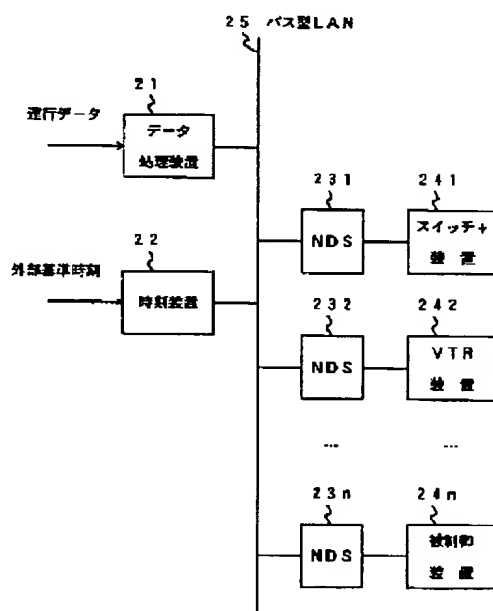 25 バス型LAN
21
運行データ
データ
処理装置
231
241
NDS
スイッチャ
装置
22
外部基準時刻
時刻装置
232
242
NDS
VTR
装置
...
...
23n
24n
NDS
被制御
装置